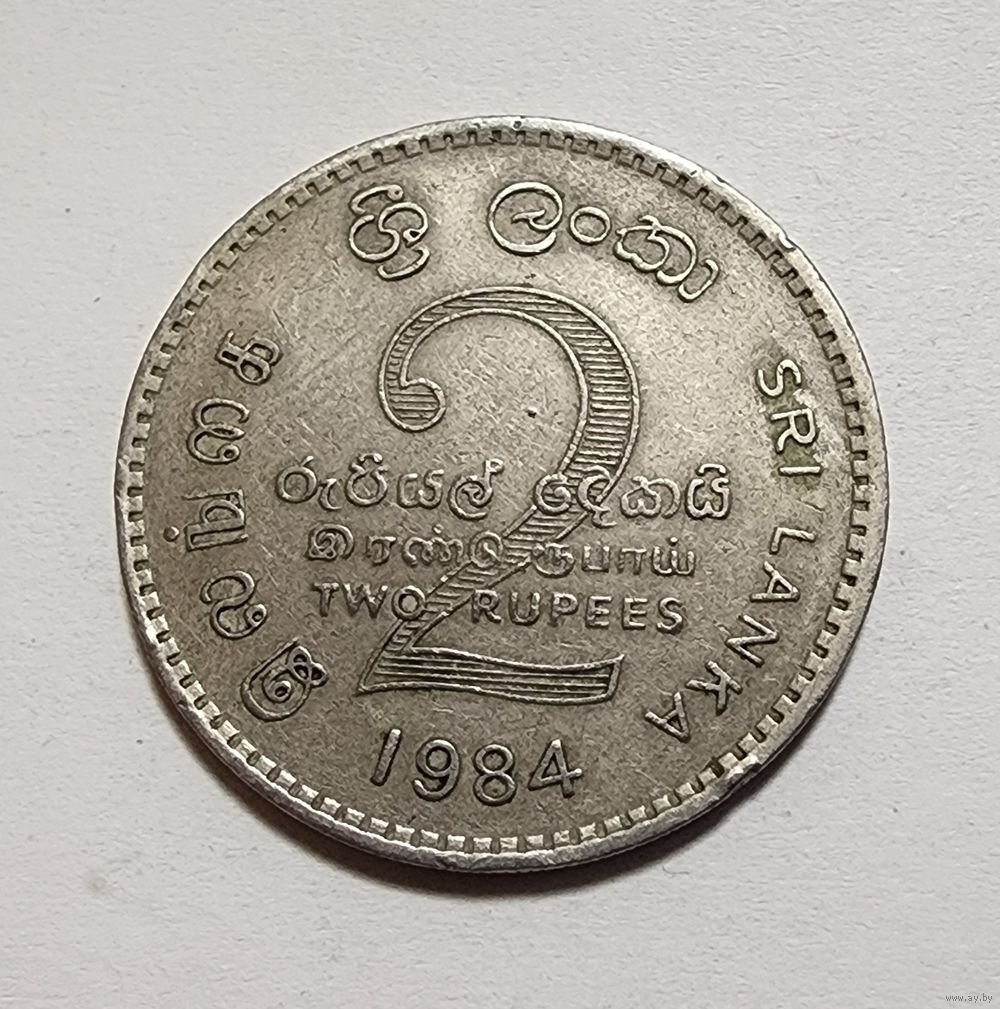 ශ්‍රී ලංකා
இலங்கை
SRI LANKA
2
රුපියල් දෙකයි
இரண்டு ரூபாய்
TWO RUPEES
1984
www.ay.by